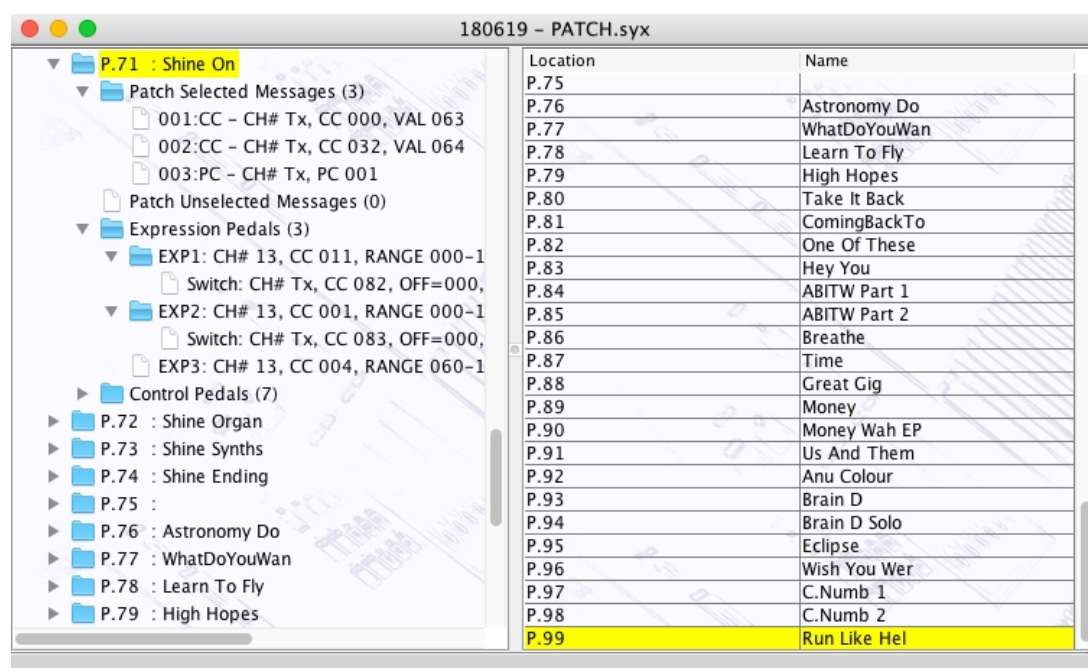 180619 – PATCH.syx
P.71 : Shine On
Patch Selected Messages (3)
001:CC – CH# Tx, CC 000, VAL 063
002:CC – CH# Tx, CC 032, VAL 064
003:PC – CH# Tx, PC 001
Patch Unselected Messages (0)
Expression Pedals (3)
EXP1: CH# 13, CC 011, RANGE 000–1
Switch: CH# Tx, CC 082, OFF=000,
EXP2: CH# 13, CC 001, RANGE 000–1
Switch: CH# Tx, CC 083, OFF=000,
EXP3: CH# 13, CC 004, RANGE 060–1
Control Pedals (7)
P.72 : Shine Organ
P.73 : Shine Synths
P.74 : Shine Ending
P.75 :
P.76 : Astronomy Do
P.77 : WhatDoYouWan
P.78 : Learn To Fly
P.79 : High Hopes
Location Name
P.75
P.76 Astronomy Do
P.77 WhatDoYouWan
P.78 Learn To Fly
P.79 High Hopes
P.80 Take It Back
P.81 ComingBackTo
P.82 One Of These
P.83 Hey You
P.84 ABITW Part 1
P.85 ABITW Part 2
P.86 Breathe
P.87 Time
P.88 Great Gig
P.89 Money
P.90 Money Wah EP
P.91 Us And Them
P.92 Anu Colour
P.93 Brain D
P.94 Brain D Solo
P.95 Eclipse
P.96 Wish You Wer
P.97 C.Numb 1
P.98 C.Numb 2
P.99 Run Like Hel